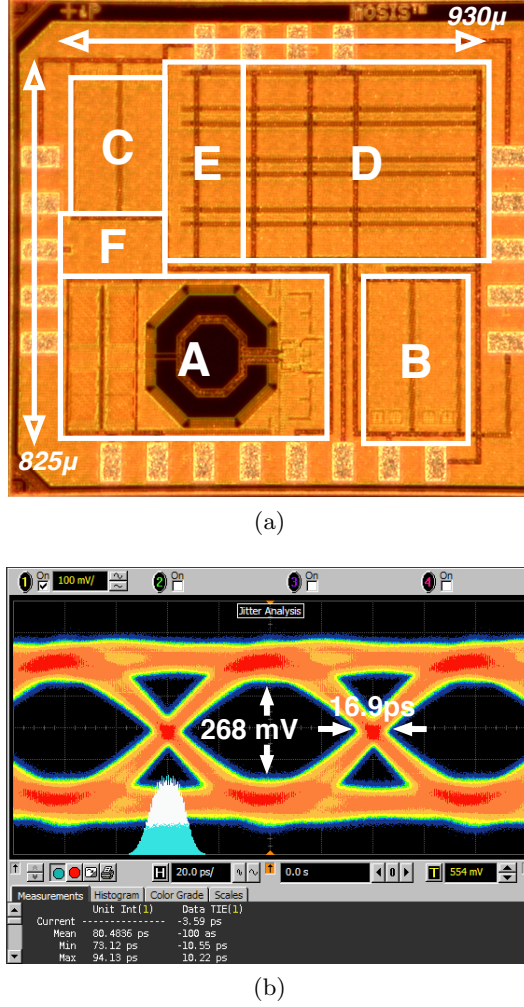 MOSIS™
930µ
C
E
D
F
A
B
825µ
(a)
1 On 100 mV/ 2 On 3 On 4 On
Jitter Analysis
268 mV
16.9ps
H 20.0 ps/ 0.0 s 0 T 554 mV
Measurements Histogram Color Grade Scales
Unit Int(1) Data TIE(1)
Current --------------- -3.59 ps
Mean 80.4836 ps -100 as
Min 73.12 ps -10.55 ps
Max 94.13 ps 10.22 ps
(b)